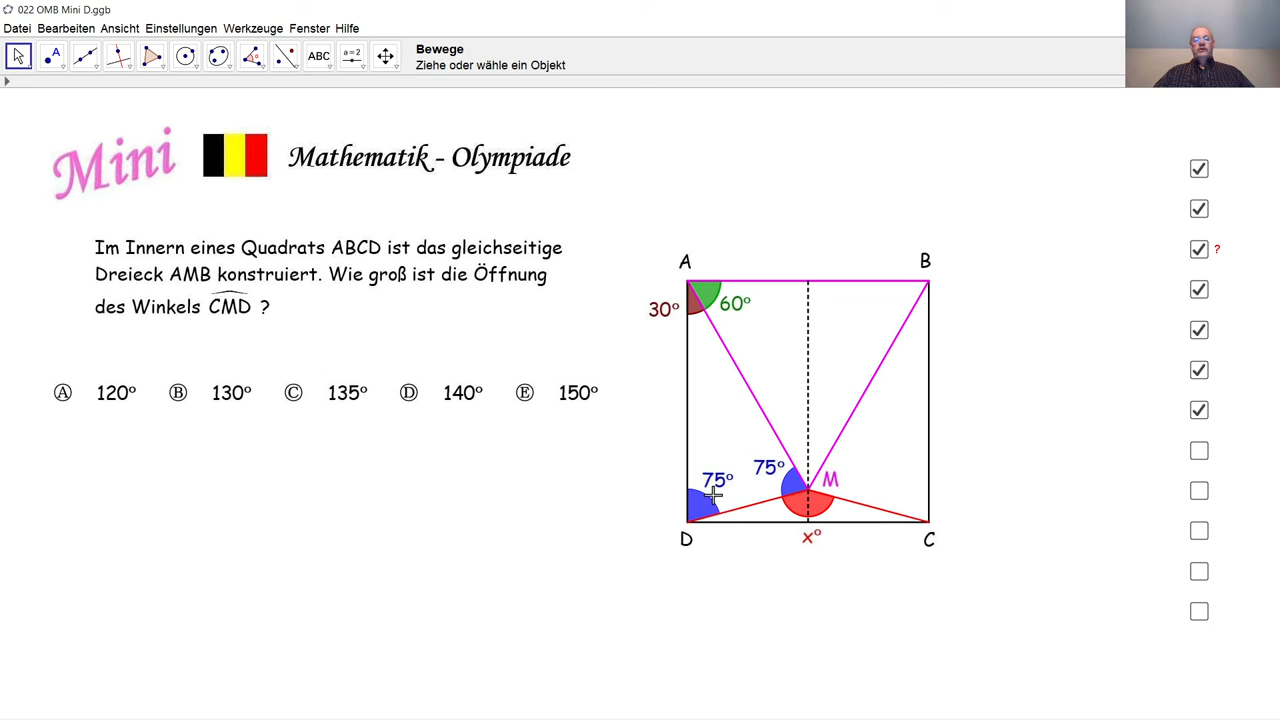 022 OMB Mini D.ggb
Datei Bearbeiten Ansicht Einstellungen Werkzeuge Fenster Hilfe
A ABC a=2 Bewege
Ziehe oder wähle ein Objekt
Mini Mathematik - Olympiade
Im Innern eines Quadrats ABCD ist das gleichseitige
Dreieck AMB konstruiert. Wie groß ist die Öffnung
des Winkels CMD ?
Ⓐ 120° Ⓑ 130° Ⓒ 135° Ⓓ 140° Ⓔ 150°
A B
30° 60°
75° 75° M
D x° C
?